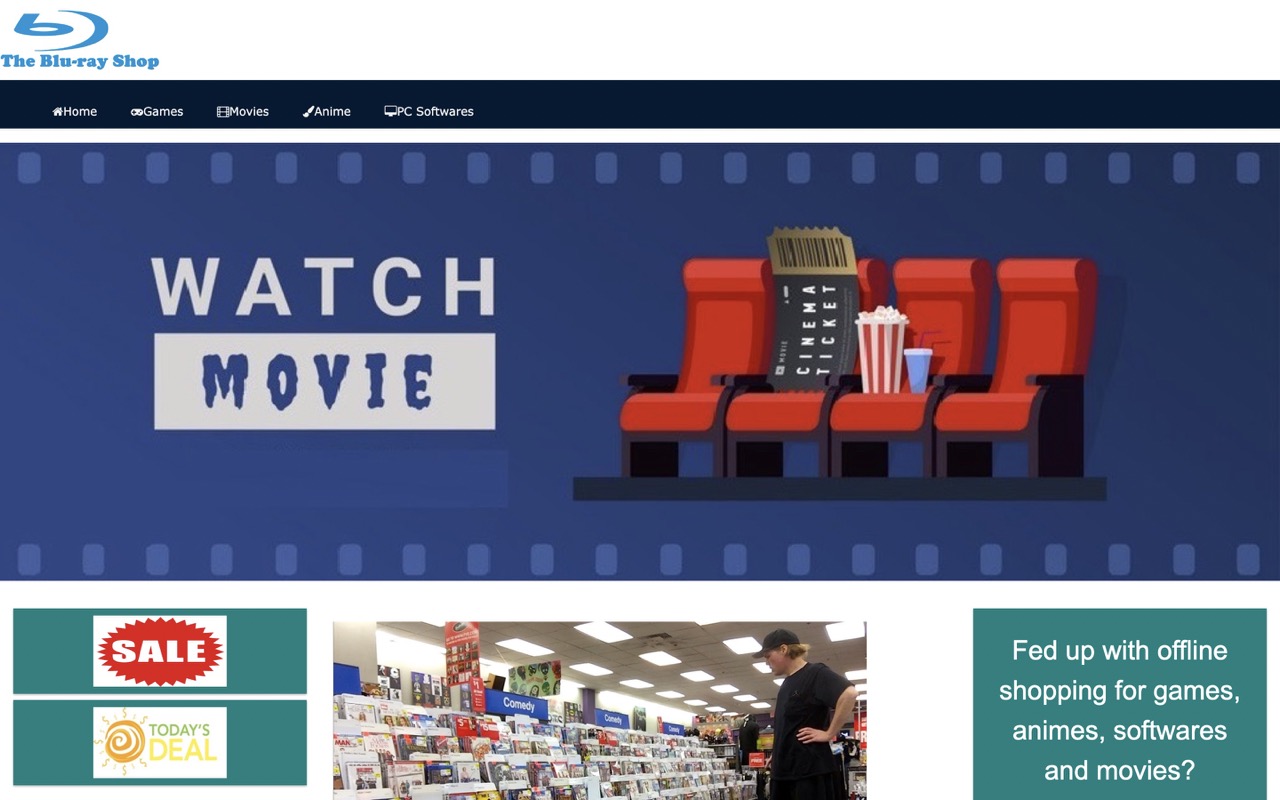 The Blu-ray Shop
Home Games Movies Anime PC Softwares
WATCH
MOVIE
MOVIE
CINEMA
TICKET
SALE
TODAY'S
DEAL
Comedy
Comedy
Fed up with offline
shopping for games,
animes, softwares
and movies?